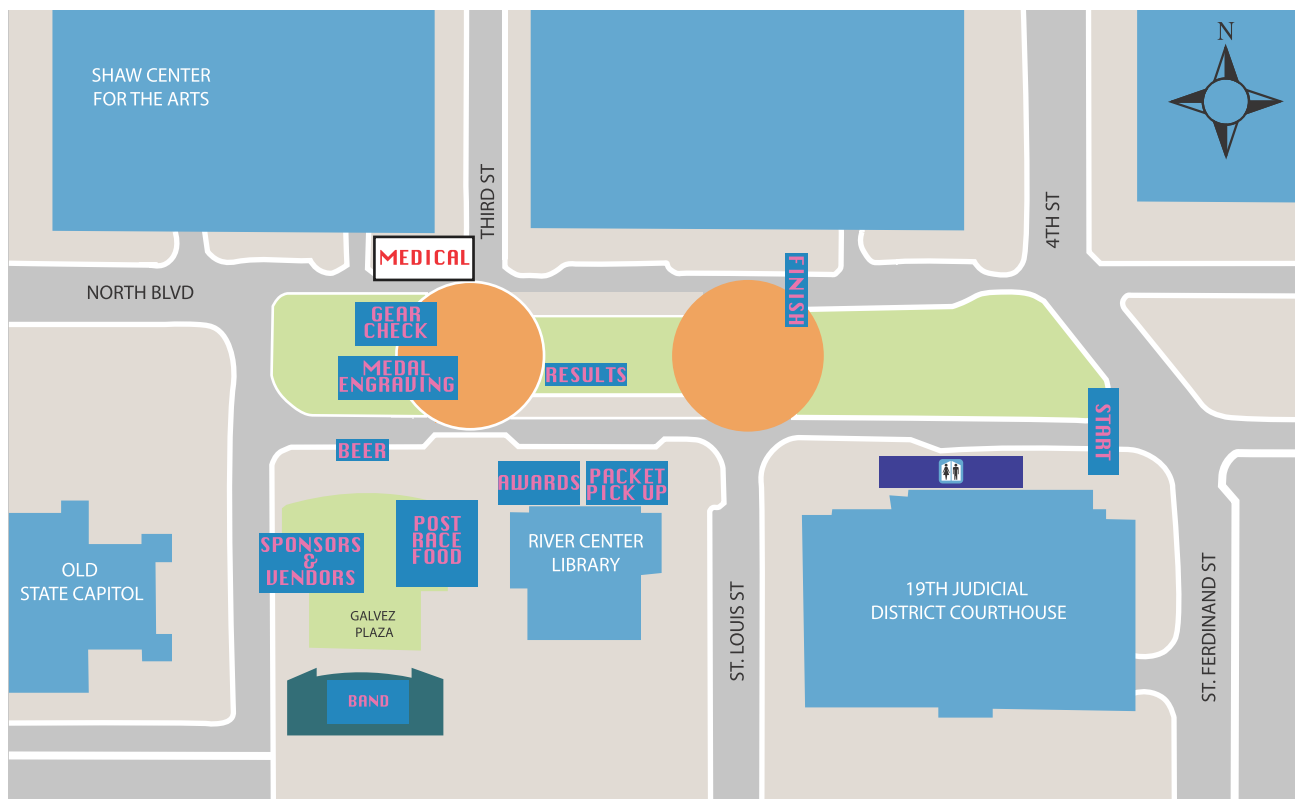 N
SHAW CENTER
FOR THE ARTS
THIRD ST
4TH ST
MEDICAL
FINISH
NORTH BLVD
GEAR
CHECK
MEDAL
ENGRAVING
RESULTS
START
BEER
AWARDS
PACKET
PICK UP
POST
RACE
FOOD
SPONSORS
&
VENDORS
RIVER CENTER
LIBRARY
OLD
STATE CAPITOL
19TH JUDICIAL
DISTRICT COURTHOUSE
GALVEZ
PLAZA
ST. LOUIS ST
ST. FERDINAND ST
BAND